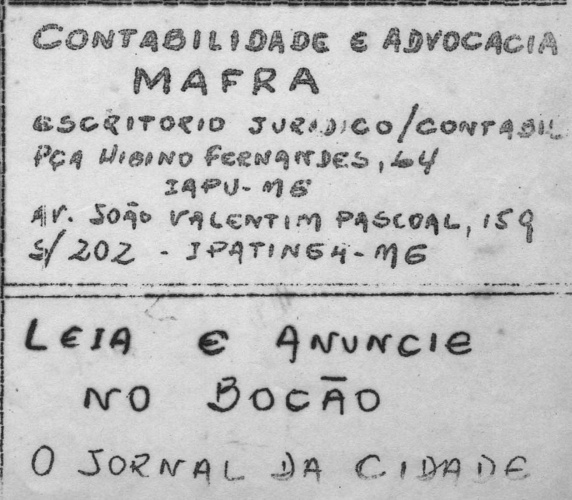 CONTABILIDADE E ADVOCACIA
MAFRA
ESCRITORIO JURIDICO/CONTABIL
PÇA NIBINO FERNANDES, 64
IAPU-MG
AV. JOÃO VALENTIM PASCOAL, 159
S/202 - IPATINGA-MG
LEIA E ANUNCIE
NO BOCÃO
O JORNAL DA CIDADE